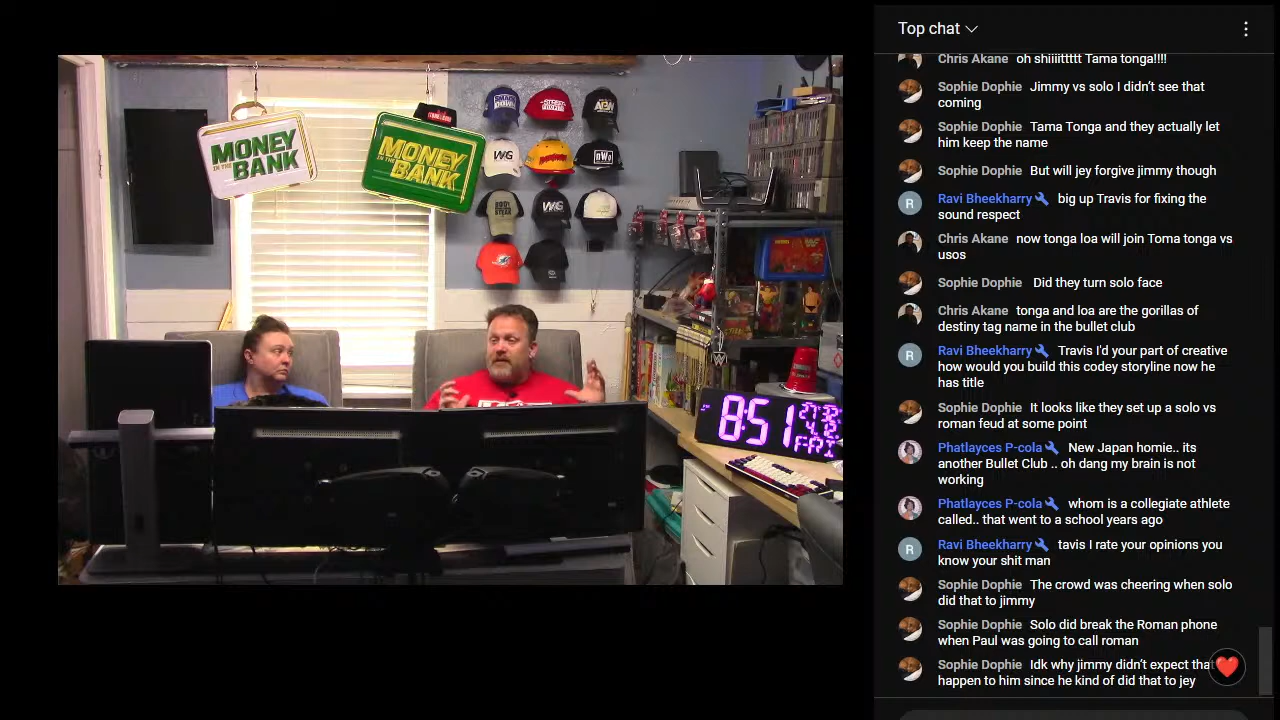 Top chat
Chris Akane oh shiiitttt Tama tonga!!!!
Sophie Dophie Jimmy vs solo I didn't see that
coming
Sophie Dophie Tama Tonga and they actually let
him keep the name
Sophie Dophie But will jey forgive jimmy though
R Ravi Bheekharry big up Travis for fixing the
sound respect
Chris Akane now tonga loa will join Toma tonga vs
usos
Sophie Dophie Did they turn solo face
Chris Akane tonga and loa are the gorillas of
destiny tag name in the bullet club
R Ravi Bheekharry Travis I'd your part of creative
how would you build this codey storyline now he
has title
Sophie Dophie It looks like they set up a solo vs
roman feud at some point
Phatlayces P-cola New Japan homie.. its
another Bullet Club .. oh dang my brain is not
working
Phatlayces P-cola whom is a collegiate athlete
called.. that went to a school years ago
R Ravi Bheekharry tavis I rate your opinions you
know your shit man
Sophie Dophie The crowd was cheering when solo
did that to jimmy
Sophie Dophie Solo did break the Roman phone
when Paul was going to call roman
Sophie Dophie Idk why jimmy didn't expect
happen to him since he kind of did that to jey
MONEY
IN THE
BANK
MONEY
IN THE
BANK
nWo
8:51
FRI